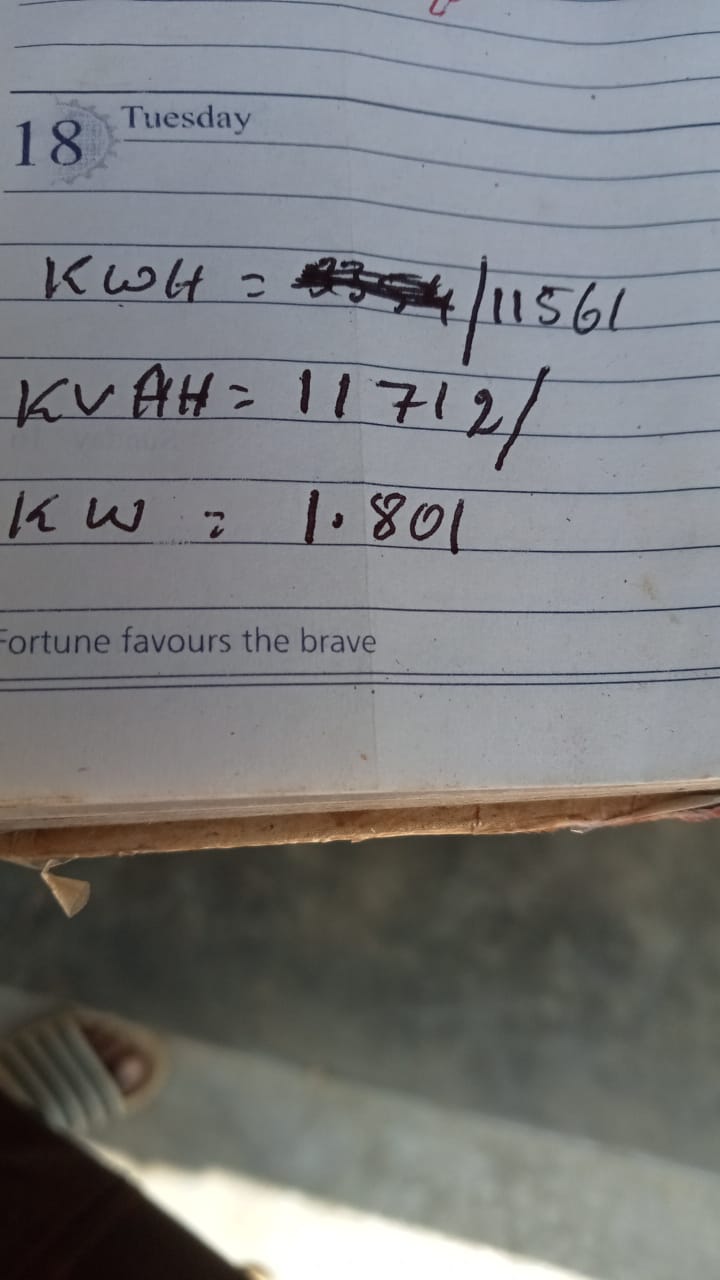 18 Tuesday
KWH = /11561
KVAH = 11712/
KW = 1.801
Fortune favours the brave